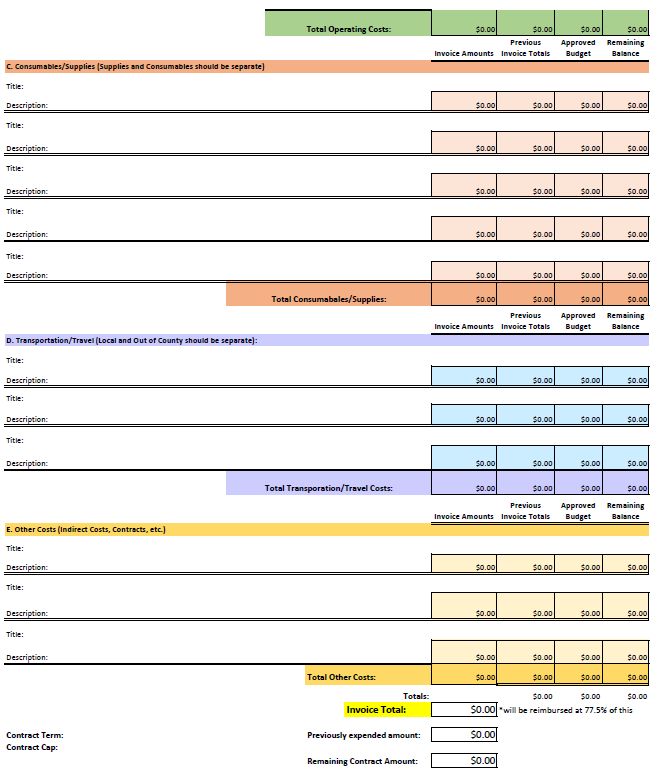 Total Operating Costs: $0.00 $0.00 $0.00 $0.00
Previous Approved Remaining
Invoice Amounts Invoice Totals Budget Balance
C. Consumables/Supplies (Supplies and Consumables should be separate)
Title:
Description: $0.00 $0.00 $0.00 $0.00
Title:
Description: $0.00 $0.00 $0.00 $0.00
Title:
Description: $0.00 $0.00 $0.00 $0.00
Title:
Description: $0.00 $0.00 $0.00 $0.00
Title:
Description: $0.00 $0.00 $0.00 $0.00
Total Consumabales/Supplies: $0.00 $0.00 $0.00 $0.00
Previous Approved Remaining
Invoice Amounts Invoice Totals Budget Balance
D. Transportation/Travel (Local and Out of County should be separate):
Title:
Description: $0.00 $0.00 $0.00 $0.00
Title:
Description: $0.00 $0.00 $0.00 $0.00
Title:
Description: $0.00 $0.00 $0.00 $0.00
Total Transporation/Travel Costs: $0.00 $0.00 $0.00 $0.00
Previous Approved Remaining
Invoice Amounts Invoice Totals Budget Balance
E. Other Costs (Indirect Costs, Contracts, etc.)
Title:
Description: $0.00 $0.00 $0.00 $0.00
Title:
Description: $0.00 $0.00 $0.00 $0.00
Title:
Description: $0.00 $0.00 $0.00 $0.00
Total Other Costs: $0.00 $0.00 $0.00 $0.00
Totals: $0.00 $0.00 $0.00
Invoice Total: $0.00 *will be reimbursed at 77.5% of this
Contract Term: Previously expended amount: $0.00
Contract Cap:
Remaining Contract Amount: $0.00